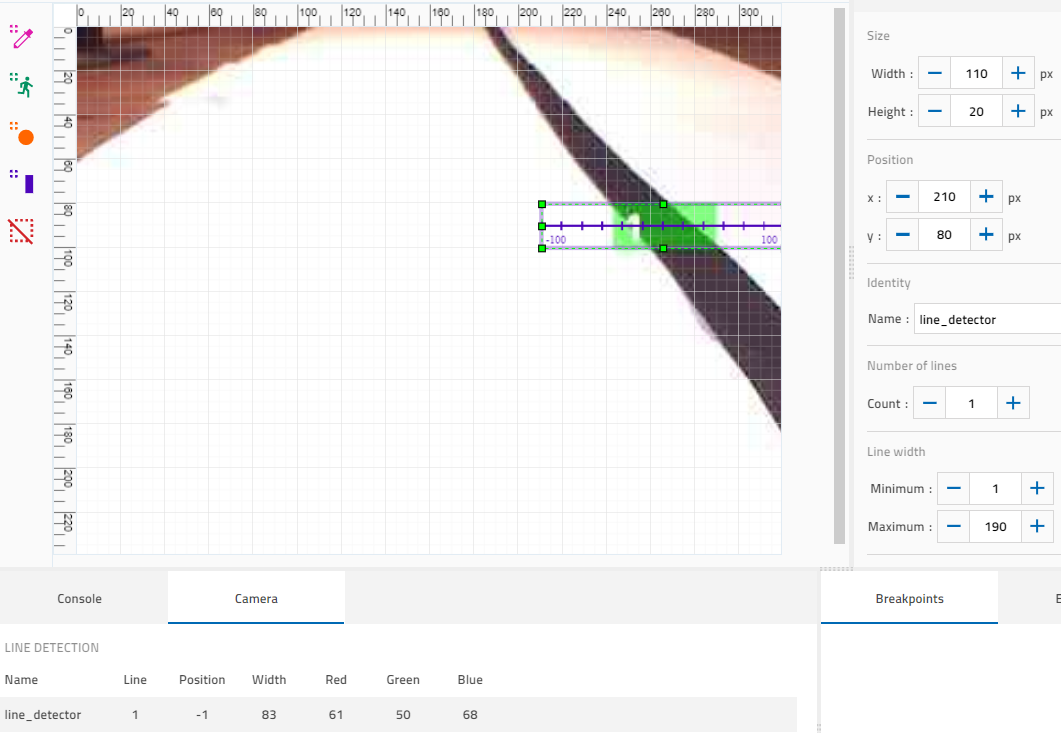 0 20 40 60 80 100 120 140 160 180 200 220 240 260 280 300
0
20
40
60
80
100
120
140
160
180
200
220
-100 100
Size
Width : − 110 + px
Height : − 20 + px
Position
x : − 210 + px
y : − 80 + px
Identity
Name : line_detector
Number of lines
Count : − 1 +
Line width
Minimum : − 1 +
Maximum : − 190 +
Console Camera
Breakpoints
LINE DETECTION
Name Line Position Width Red Green Blue
line_detector 1 -1 83 61 50 68